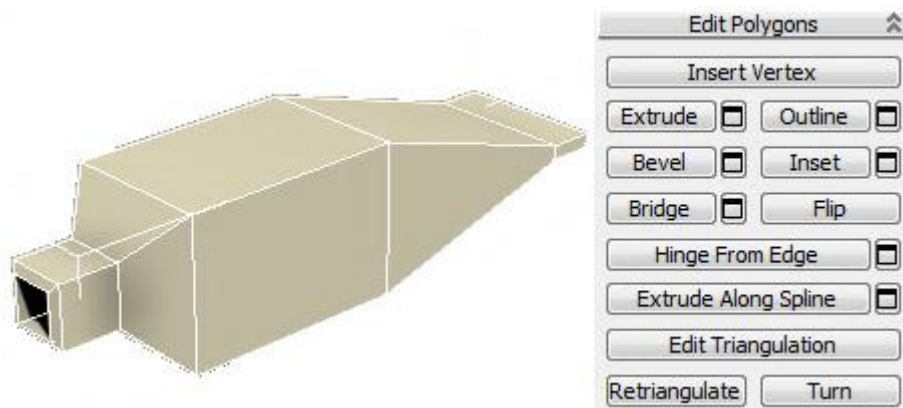 Edit Polygons
Insert Vertex
Extrude Outline
Bevel Inset
Bridge Flip
Hinge From Edge
Extrude Along Spline
Edit Triangulation
Retriangulate Turn